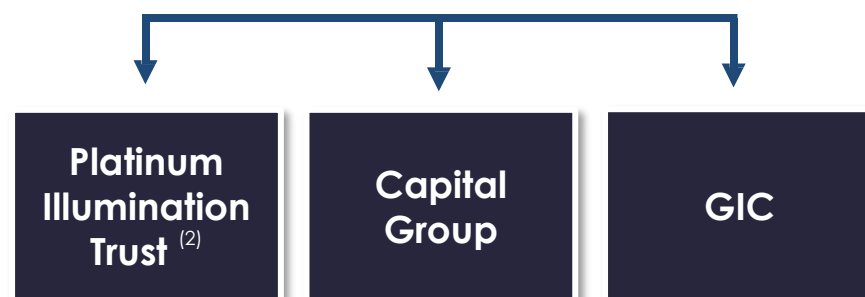 Platinum
Illumination
Trust (2)
Capital
Group
GIC